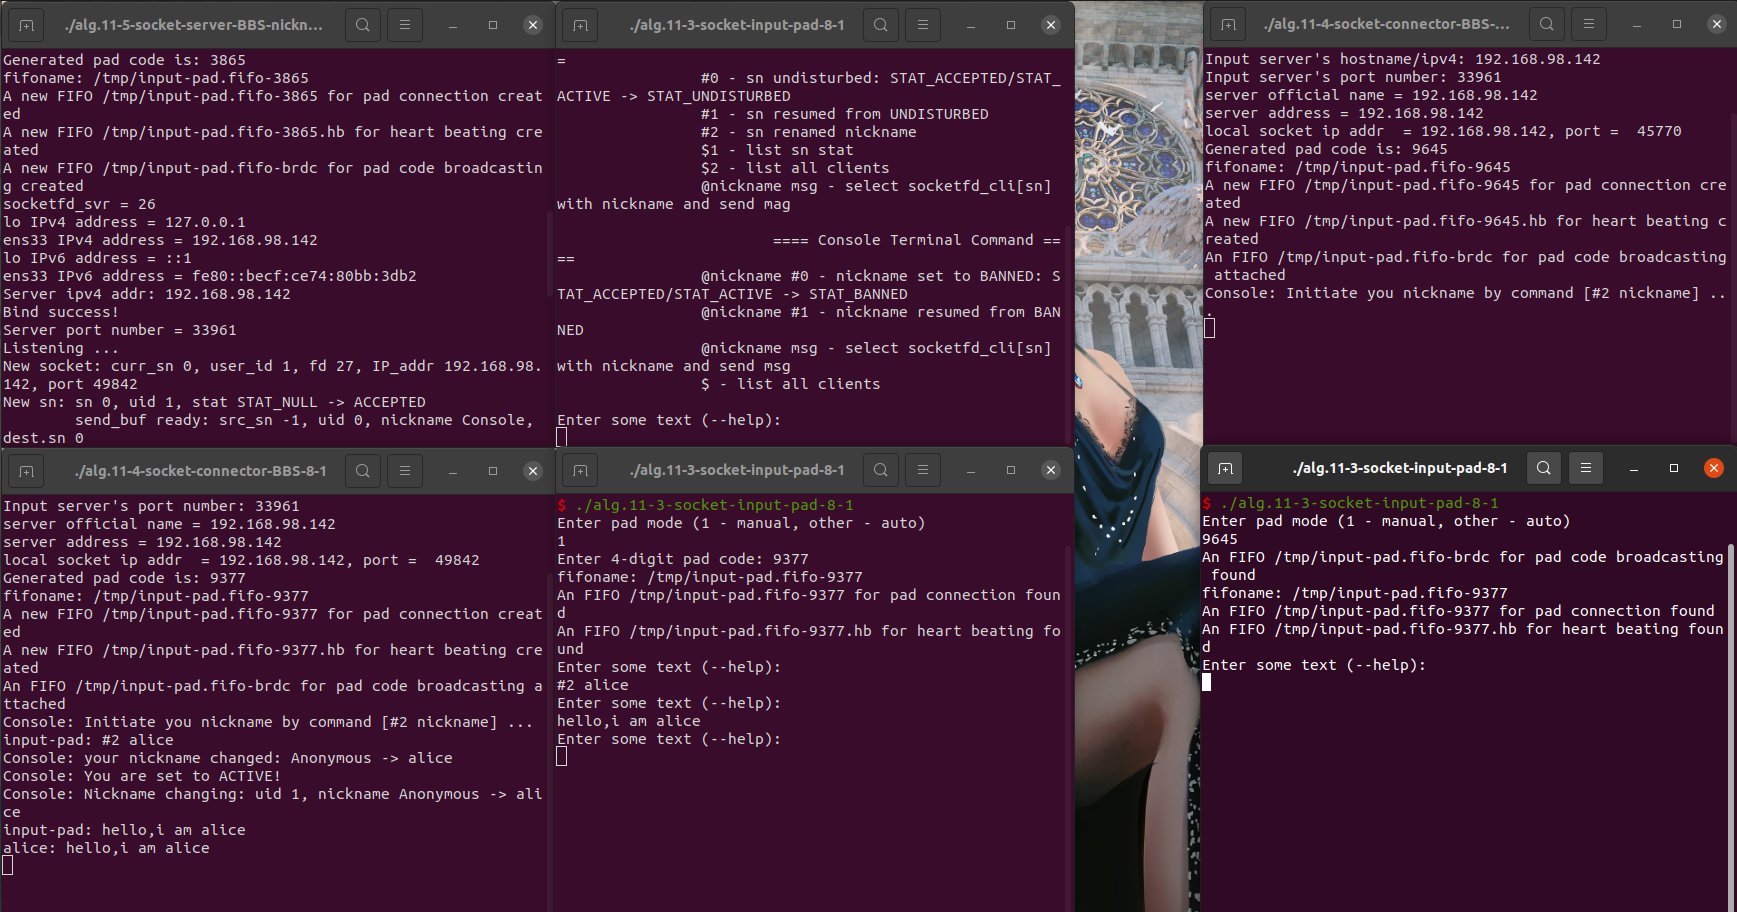 ./alg.11-5-socket-server-BBS-nickn...
Generated pad code is: 3865
fifoname: /tmp/input-pad.fifo-3865
A new FIFO /tmp/input-pad.fifo-3865 for pad connection creat
ed
A new FIFO /tmp/input-pad.fifo-3865.hb for heart beating cre
ated
A new FIFO /tmp/input-pad.fifo-brdc for pad code broadcastin
g created
socketfd_svr = 26
lo IPv4 address = 127.0.0.1
ens33 IPv4 address = 192.168.98.142
lo IPv6 address = ::1
ens33 IPv6 address = fe80::becf:ce74:80bb:3db2
Server ipv4 addr: 192.168.98.142
Bind success!
Server port number = 33961
Listening ...
New socket: curr_sn 0, user_id 1, fd 27, IP_addr 192.168.98.
142, port 49842
New sn: sn 0, uid 1, stat STAT_NULL -> ACCEPTED
send_buf ready: src_sn -1, uid 0, nickname Console,
dest.sn 0
./alg.11-3-socket-input-pad-8-1
=
#0 - sn undisturbed: STAT_ACCEPTED/STAT_
ACTIVE -> STAT_UNDISTURBED
#1 - sn resumed from UNDISTURBED
#2 - sn renamed nickname
$1 - list sn stat
$2 - list all clients
@nickname msg - select socketfd_cli[sn]
with nickname and send mag
==== Console Terminal Command ==
==
@nickname #0 - nickname set to BANNED: S
TAT_ACCEPTED/STAT_ACTIVE -> STAT_BANNED
@nickname #1 - nickname resumed from BAN
NED
@nickname msg - select socketfd_cli[sn]
with nickname and send msg
$ - list all clients
Enter some text (--help):
./alg.11-4-socket-connector-BBS-...
Input server's hostname/ipv4: 192.168.98.142
Input server's port number: 33961
server official name = 192.168.98.142
server address = 192.168.98.142
local socket ip addr  = 192.168.98.142, port =  45770
Generated pad code is: 9645
fifoname: /tmp/input-pad.fifo-9645
A new FIFO /tmp/input-pad.fifo-9645 for pad connection cre
ated
A new FIFO /tmp/input-pad.fifo-9645.hb for heart beating c
reated
An FIFO /tmp/input-pad.fifo-brdc for pad code broadcasting
attached
Console: Initiate you nickname by command [#2 nickname] ..
.
./alg.11-4-socket-connector-BBS-8-1
Input server's port number: 33961
server official name = 192.168.98.142
server address = 192.168.98.142
local socket ip addr  = 192.168.98.142, port =  49842
Generated pad code is: 9377
fifoname: /tmp/input-pad.fifo-9377
A new FIFO /tmp/input-pad.fifo-9377 for pad connection creat
ed
A new FIFO /tmp/input-pad.fifo-9377.hb for heart beating cre
ated
An FIFO /tmp/input-pad.fifo-brdc for pad code broadcasting a
ttached
Console: Initiate you nickname by command [#2 nickname] ...
input-pad: #2 alice
Console: your nickname changed: Anonymous -> alice
Console: You are set to ACTIVE!
Console: Nickname changing: uid 1, nickname Anonymous -> ali
ce
input-pad: hello,i am alice
alice: hello,i am alice
./alg.11-3-socket-input-pad-8-1
$ ./alg.11-3-socket-input-pad-8-1
Enter pad mode (1 - manual, other - auto)
1
Enter 4-digit pad code: 9377
fifoname: /tmp/input-pad.fifo-9377
An FIFO /tmp/input-pad.fifo-9377 for pad connection foun
d
An FIFO /tmp/input-pad.fifo-9377.hb for heart beating fo
und
Enter some text (--help):
#2 alice
Enter some text (--help):
hello,i am alice
Enter some text (--help):
./alg.11-3-socket-input-pad-8-1
$ ./alg.11-3-socket-input-pad-8-1
Enter pad mode (1 - manual, other - auto)
9645
An FIFO /tmp/input-pad.fifo-brdc for pad code broadcasting
found
fifoname: /tmp/input-pad.fifo-9377
An FIFO /tmp/input-pad.fifo-9377 for pad connection found
An FIFO /tmp/input-pad.fifo-9377.hb for heart beating foun
d
Enter some text (--help):